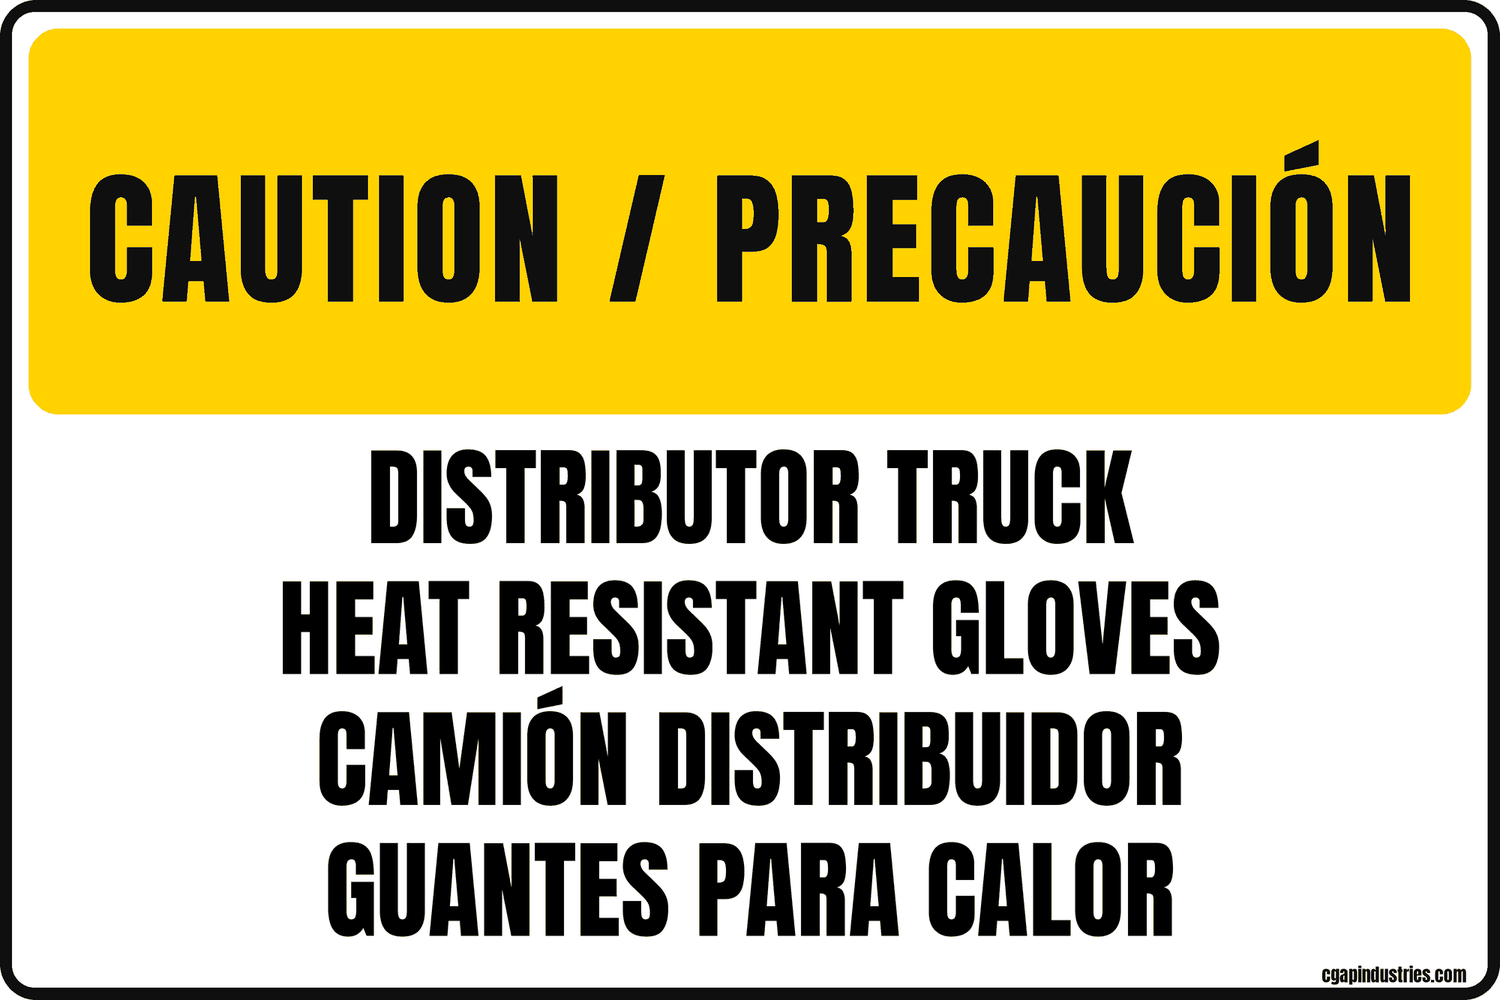 CAUTION / PRECAUCIÓN
DISTRIBUTOR TRUCK
HEAT RESISTANT GLOVES
CAMIÓN DISTRIBUIDOR
GUANTES PARA CALOR
cgapindustries.com